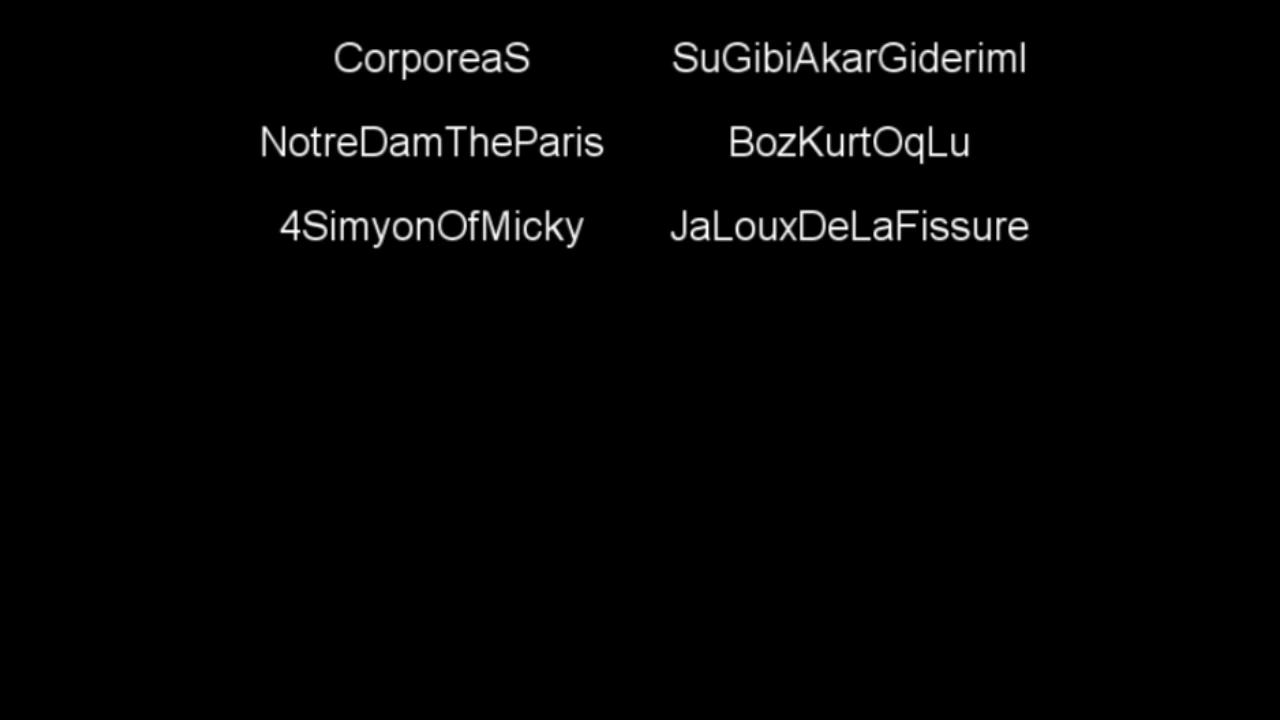 CorporeaS SuGibiAkarGideriml
NotreDamTheParis BozKurtOqLu
4SimyonOfMicky JaLouxDeLaFissure